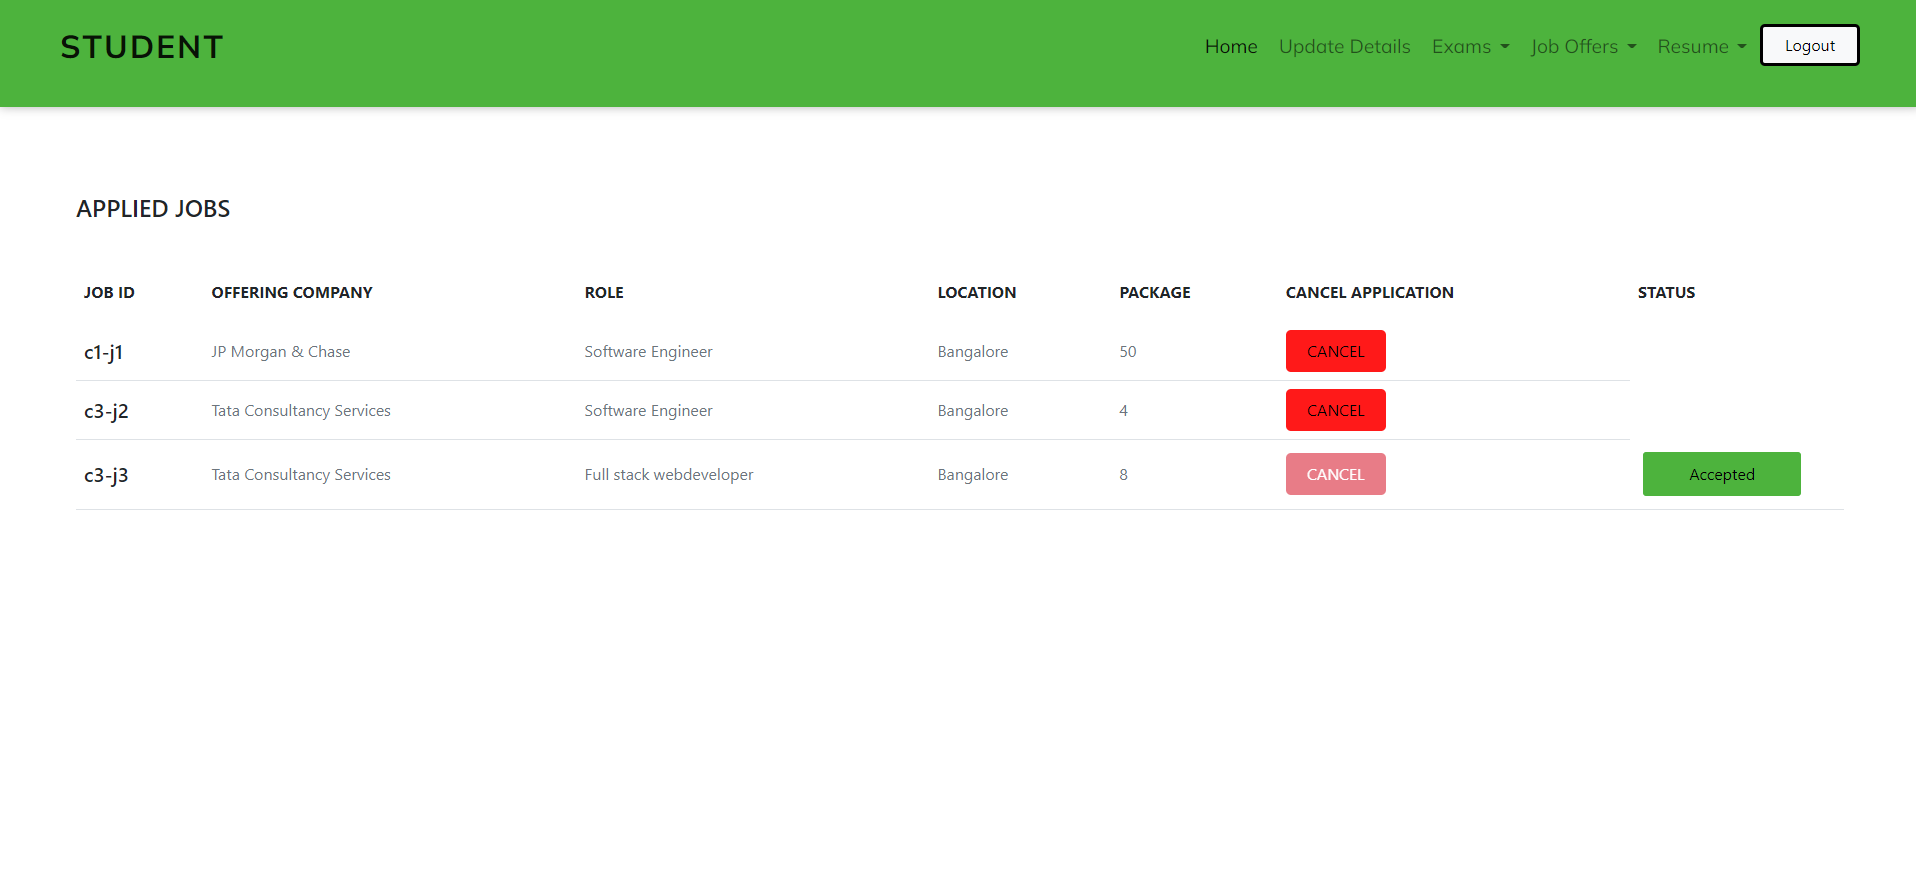 STUDENT Home Update Details Exams Job Offers Resume Logout
APPLIED JOBS
JOB ID OFFERING COMPANY ROLE LOCATION PACKAGE CANCEL APPLICATION STATUS
c1-j1 JP Morgan & Chase Software Engineer Bangalore 50 CANCEL
c3-j2 Tata Consultancy Services Software Engineer Bangalore 4 CANCEL
c3-j3 Tata Consultancy Services Full stack webdeveloper Bangalore 8 CANCEL Accepted